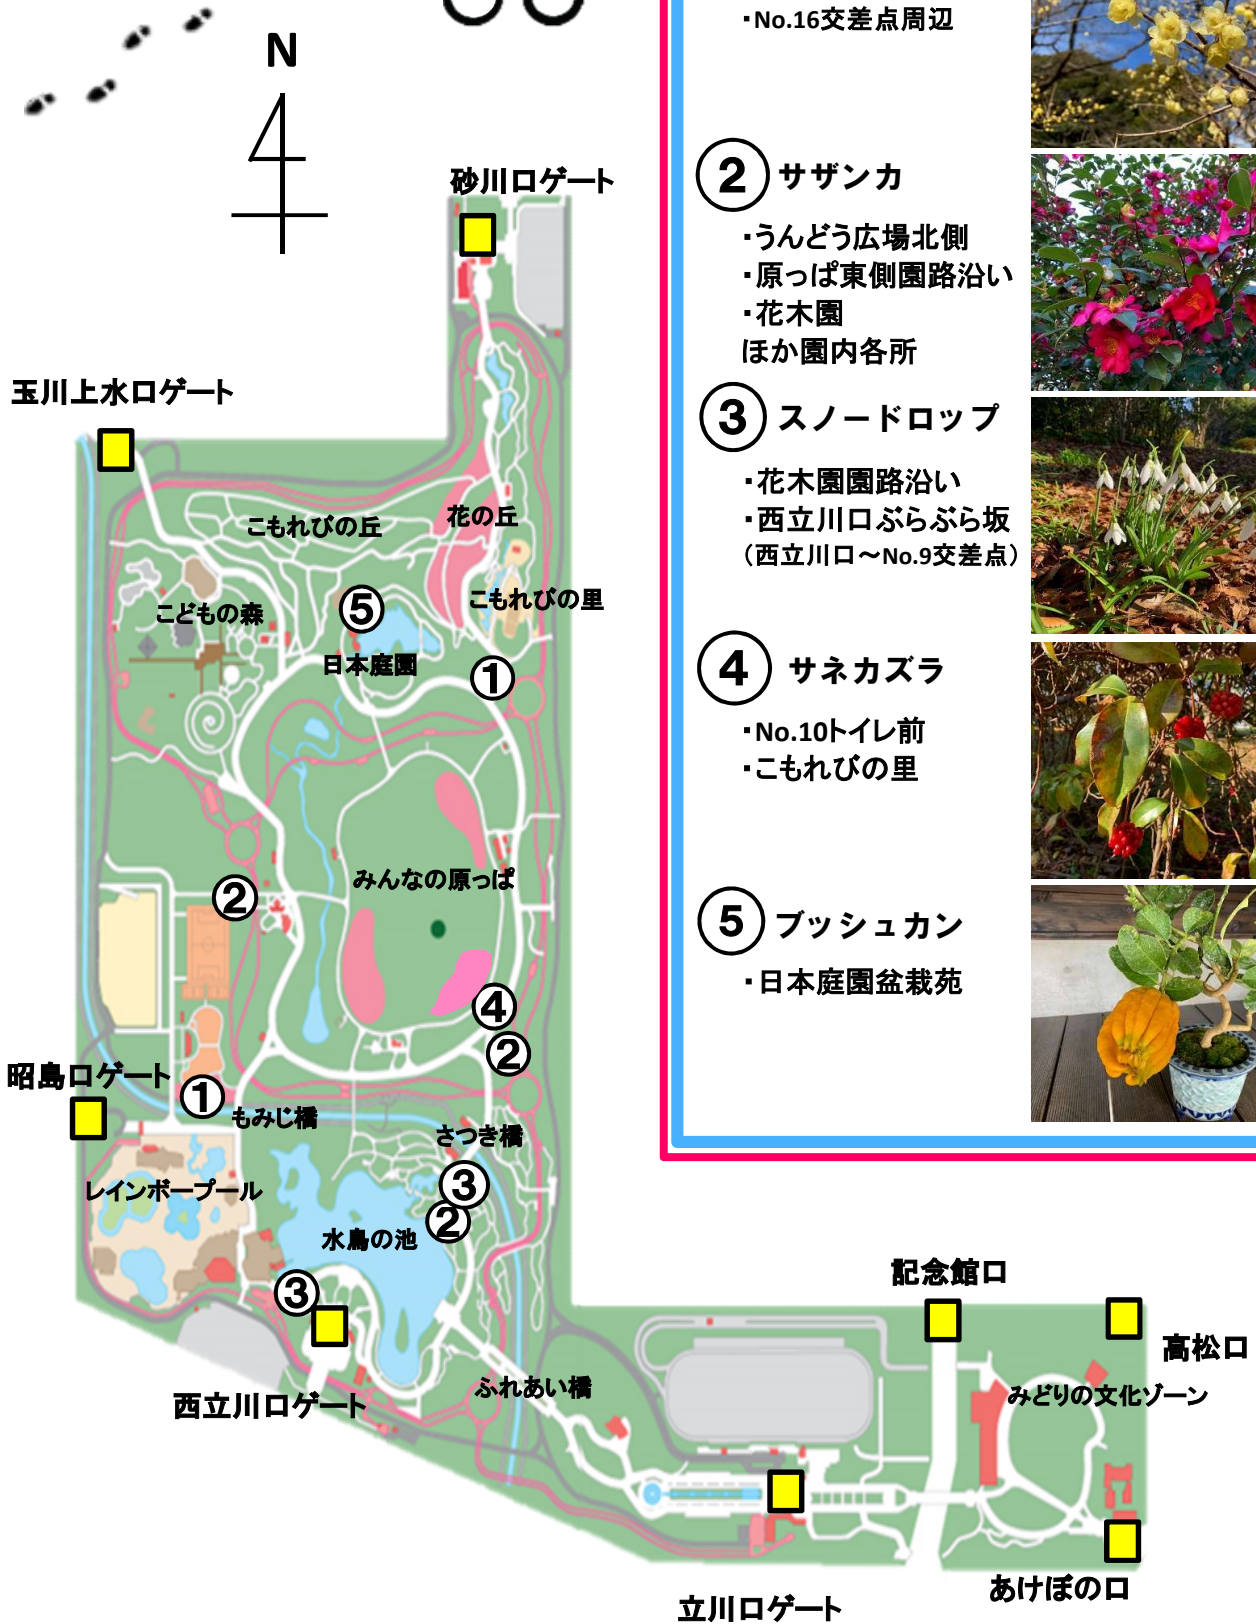 ・No.16交差点周辺
N
② サザンカ
・うんどう広場北側
・原っぱ東側園路沿い
・花木園
ほか園内各所
③ スノードロップ
・花木園園路沿い
・西立川口ぶらぶら坂
（西立川口～No.9交差点）
④ サネカズラ
・No.10トイレ前
・こもれびの里
⑤ ブッシュカン
・日本庭園盆栽苑
砂川口ゲート
玉川上水口ゲート
こもれびの丘
花の丘
こどもの森
⑤
こもれびの里
日本庭園
①
みんなの原っぱ
②
④
②
昭島口ゲート
①
もみじ橋
さつき橋
レインボープール
③
②
水鳥の池
③
西立川口ゲート
ふれあい橋
記念館口
高松口
みどりの文化ゾーン
あけぼの口
立川口ゲート